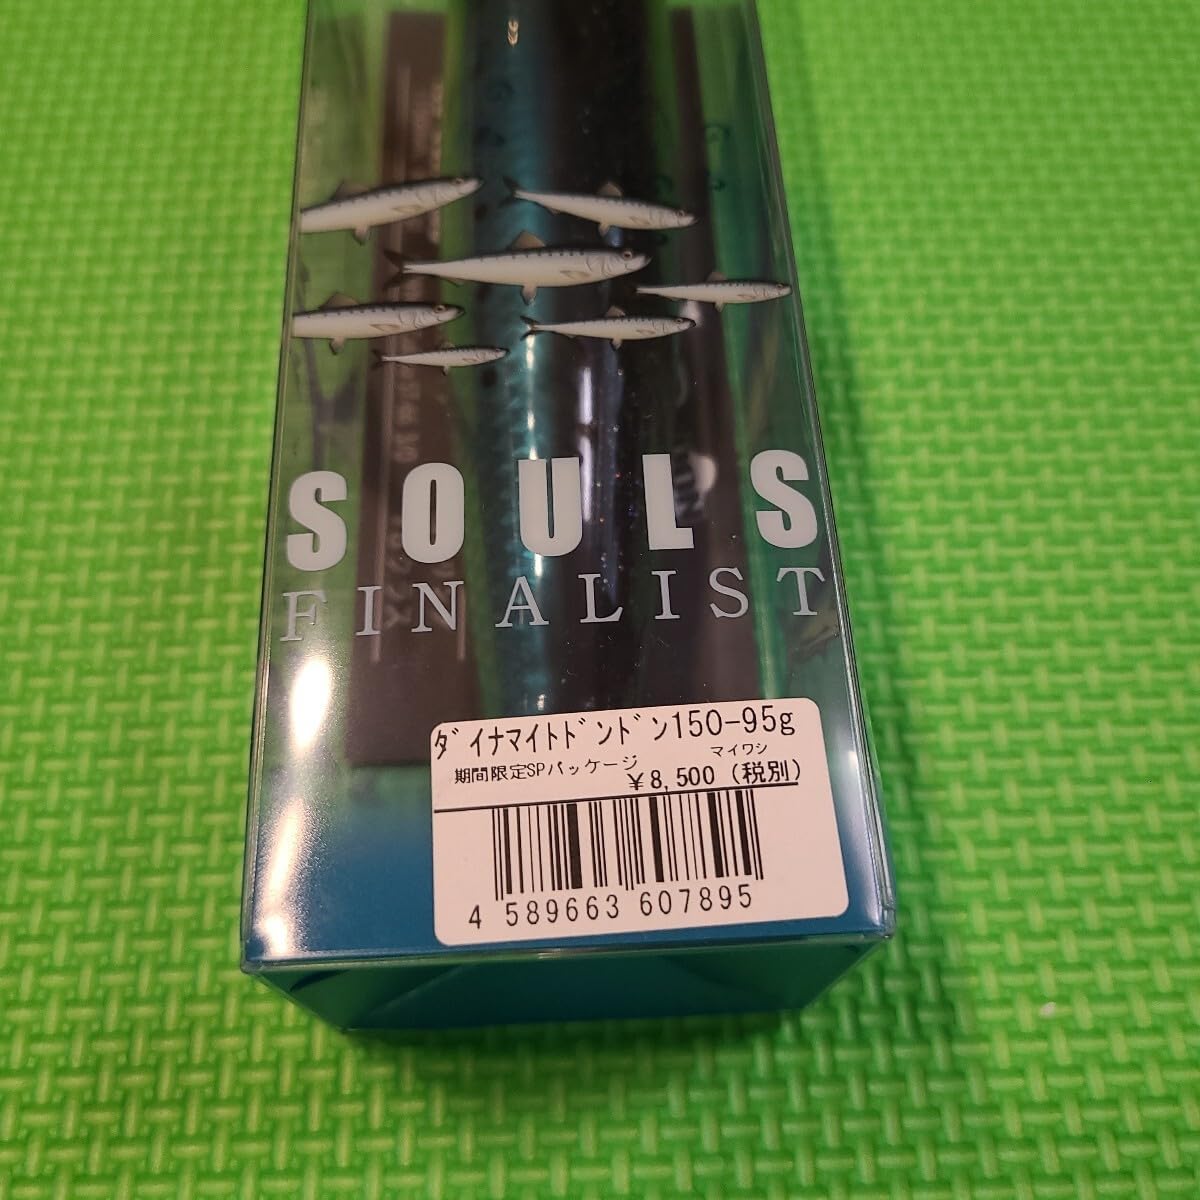 SOULS
FINALIST
ﾀﾞｲﾅﾏｲﾄﾄﾞﾝﾄﾞﾝ150-95g
期間限定SPパッケージ マイワシ
¥8,500 (税別)
4 589663 607895